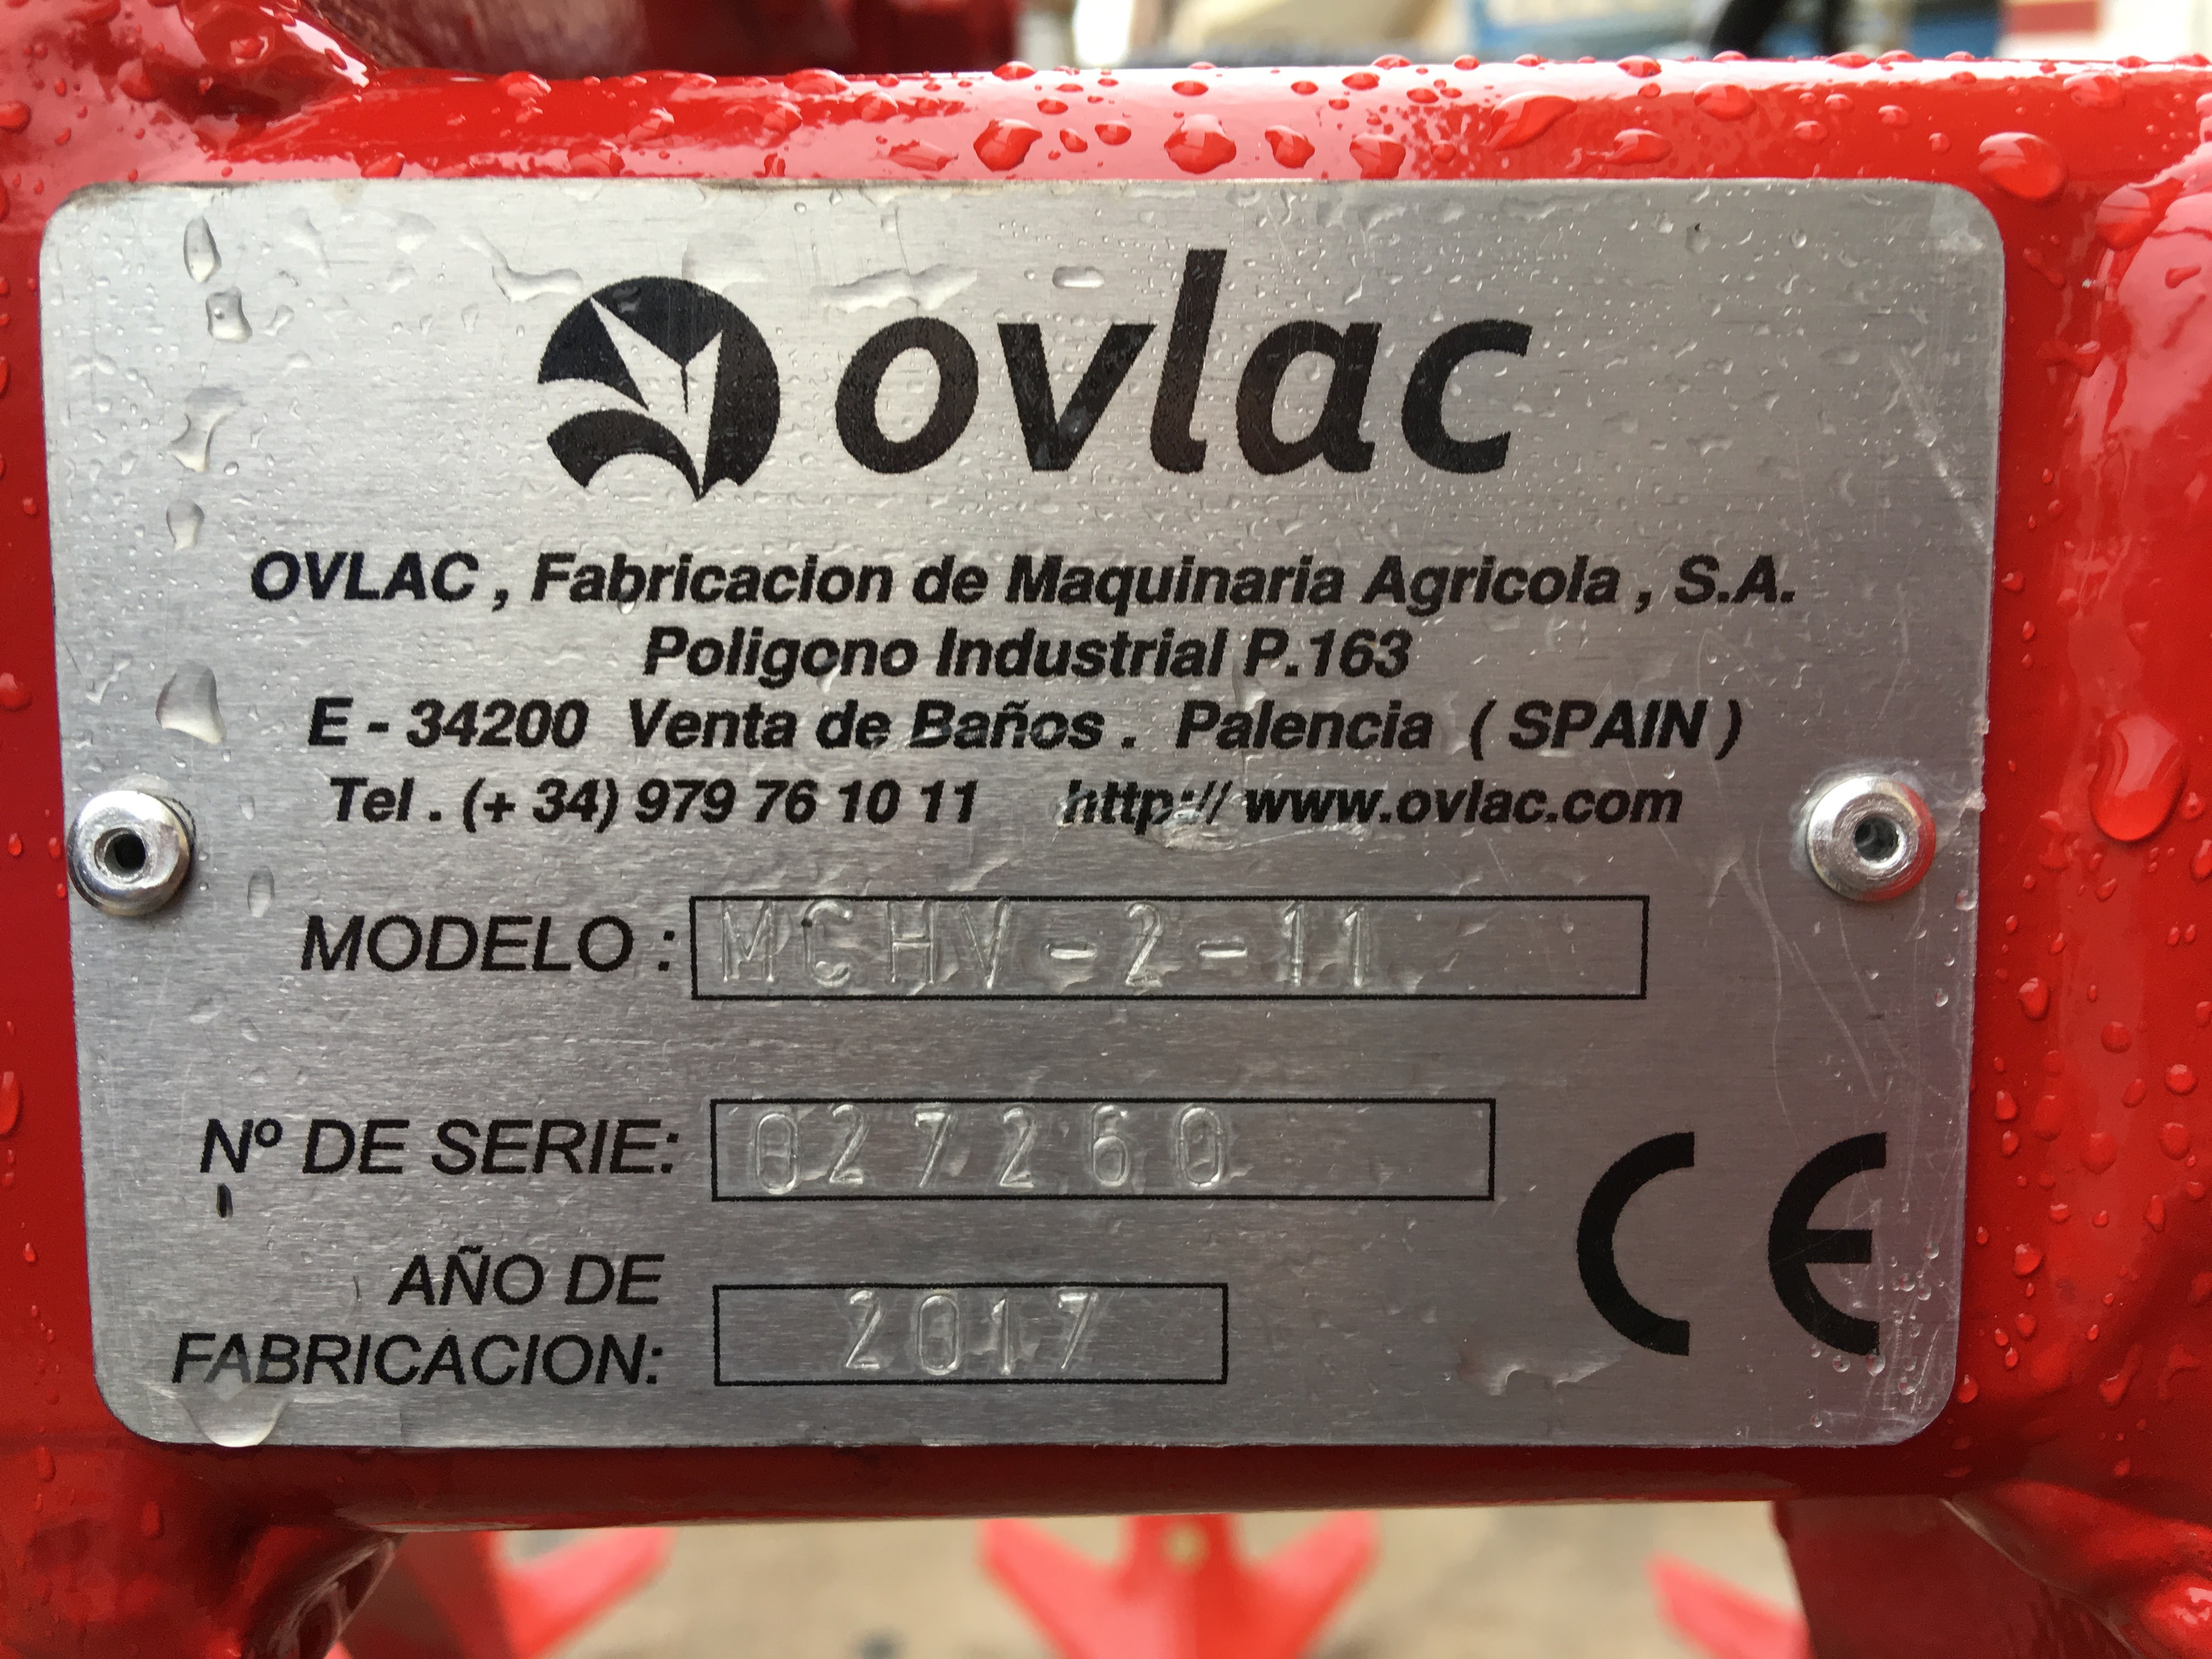 ovlac
OVLAC , Fabricacion de Maquinaria Agricola , S.A.
Poligono Industrial P.163
E - 34200 Venta de Baños . Palencia ( SPAIN )
Tel . (+ 34) 979 76 10 11 http:// www.ovlac.com
MODELO : MCHV-2-11
Nº DE SERIE: 027260
AÑO DE
FABRICACION: 2017
CE